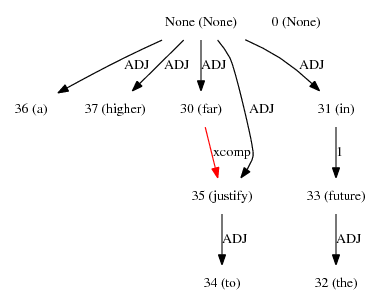 None (None) 0 (None)
ADJ ADJ ADJ ADJ
36 (a) 37 (higher) 30 (far) ADJ 31 (in)
xcomp 1
35 (justify) 33 (future)
ADJ ADJ
34 (to) 32 (the)